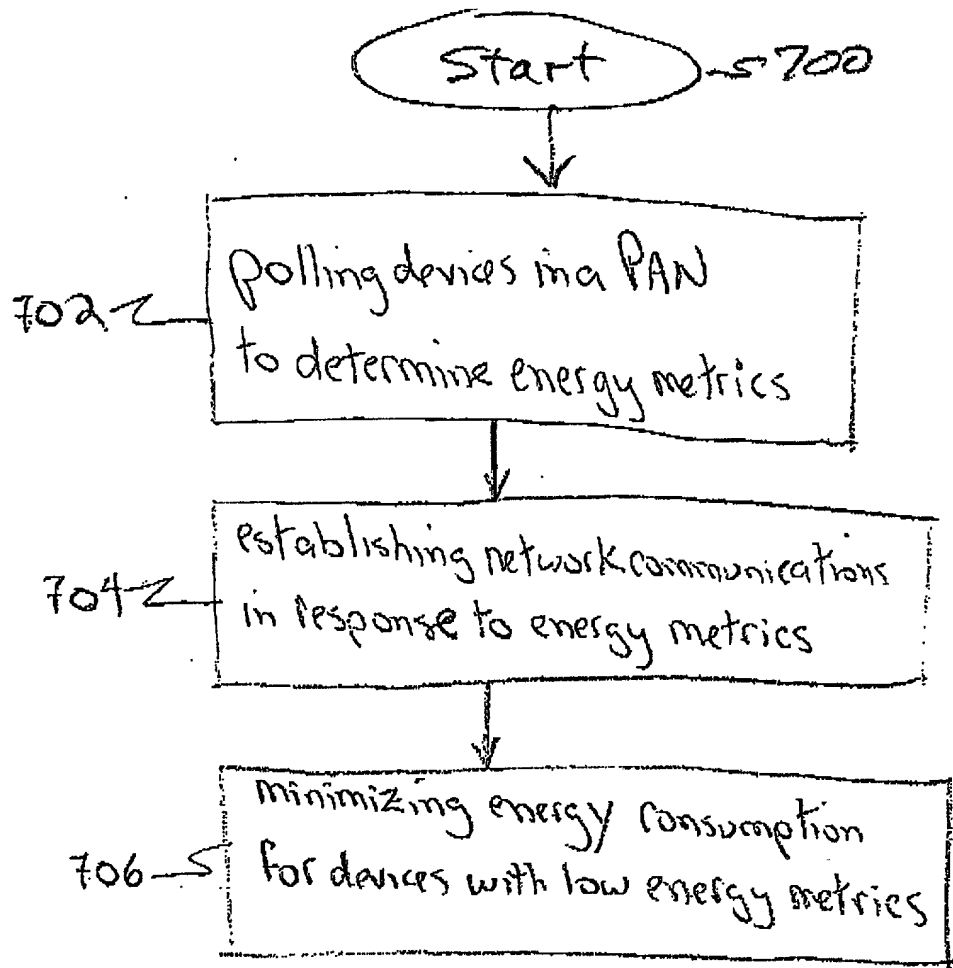 Start 700
polling devices in a PAN
702
to determine energy metrics
establishing network communications
704
in response to energy metrics
minimizing energy consumption
706
for devices with low energy metrics